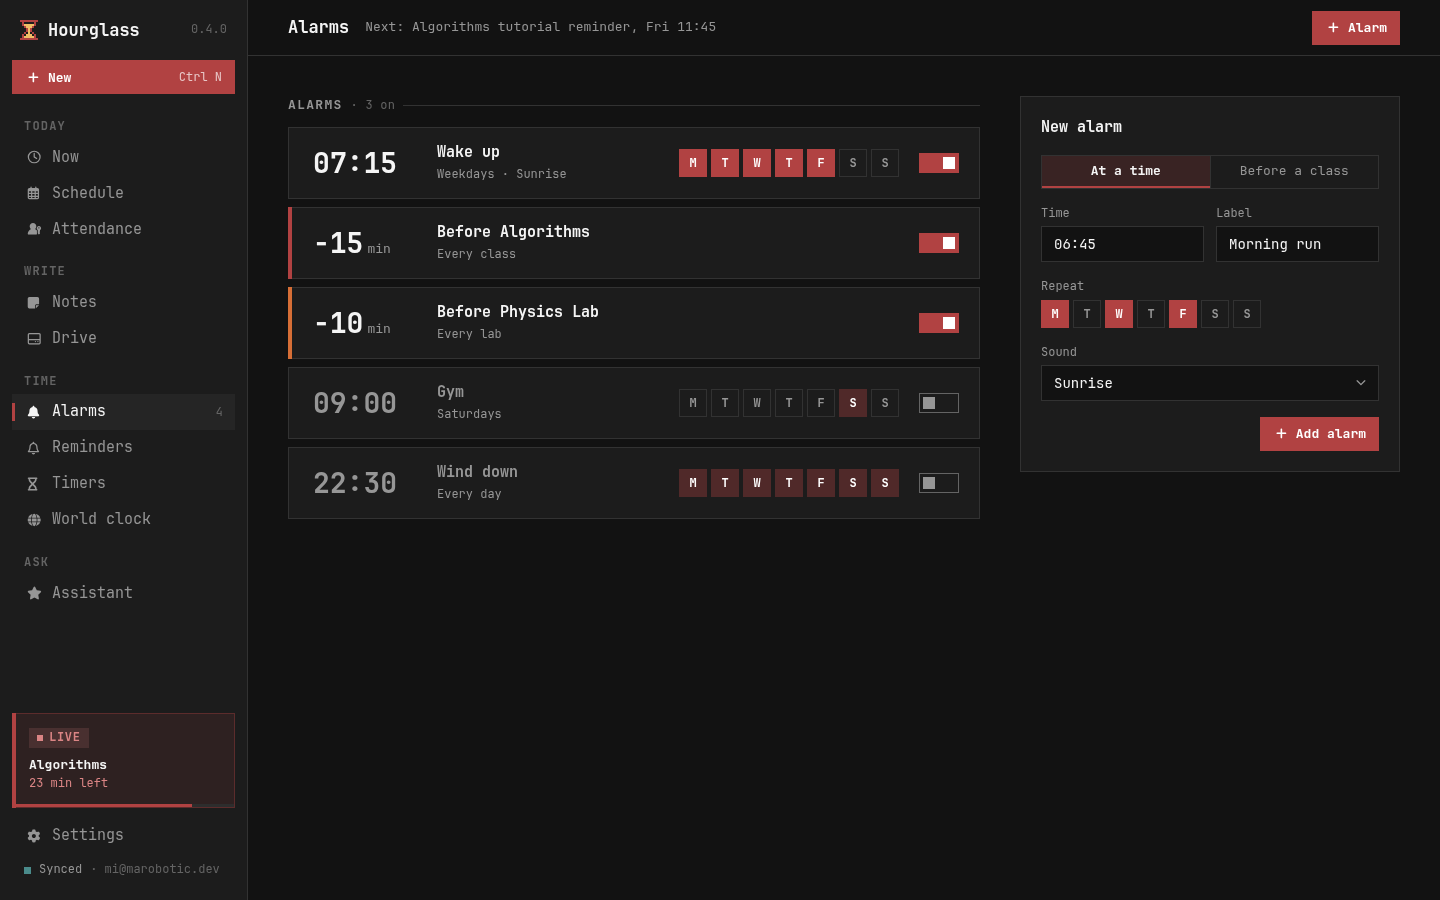 Hourglass 0.4.0
New Ctrl N
TODAY
Now
Schedule
Attendance
WRITE
Notes
Drive
TIME
Alarms 4
Reminders
Timers
World clock
ASK
Assistant
LIVE
Algorithms
23 min left
Settings
Synced · mi@marobotic.dev
Alarms Next: Algorithms tutorial reminder, Fri 11:45
Alarm
ALARMS · 3 on
07:15 Wake up M T W T F S S
Weekdays · Sunrise
-15 min Before Algorithms
Every class
-10 min Before Physics Lab
Every lab
09:00 Gym M T W T F S S
Saturdays
22:30 Wind down M T W T F S S
Every day
New alarm
At a time Before a class
Time Label
06:45 Morning run
Repeat
M T W T F S S
Sound
Sunrise
Add alarm